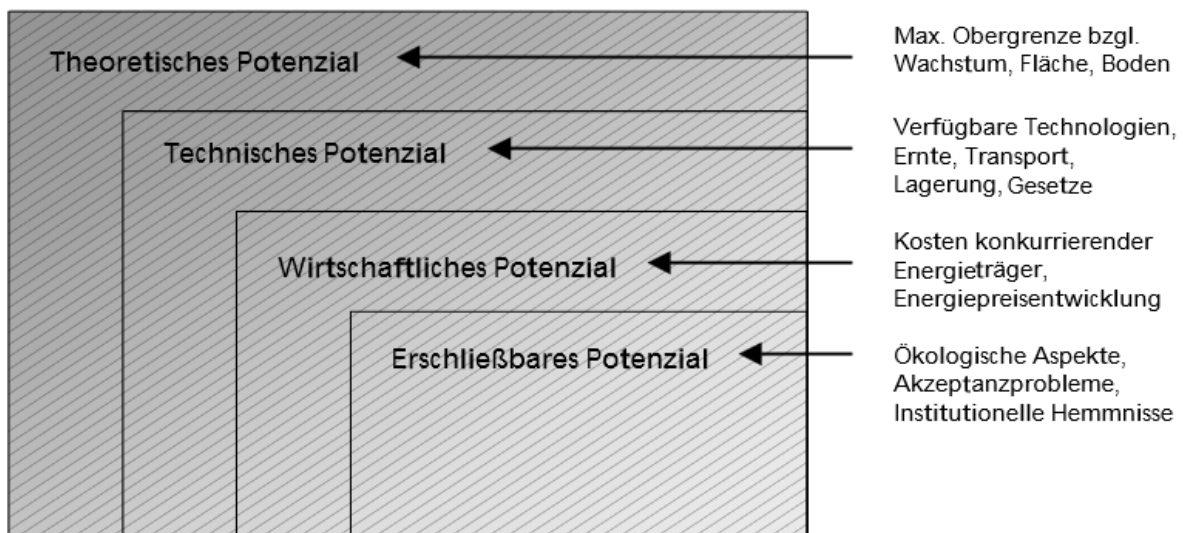 Theoretisches Potenzial
Max. Obergrenze bzgl.
Wachstum, Fläche, Boden
Technisches Potenzial
Verfügbare Technologien,
Ernte, Transport,
Lagerung, Gesetze
Wirtschaftliches Potenzial
Kosten konkurrierender
Energieträger,
Energiepreisentwicklung
Erschließbares Potenzial
Ökologische Aspekte,
Akzeptanzprobleme,
Institutionelle Hemmnisse